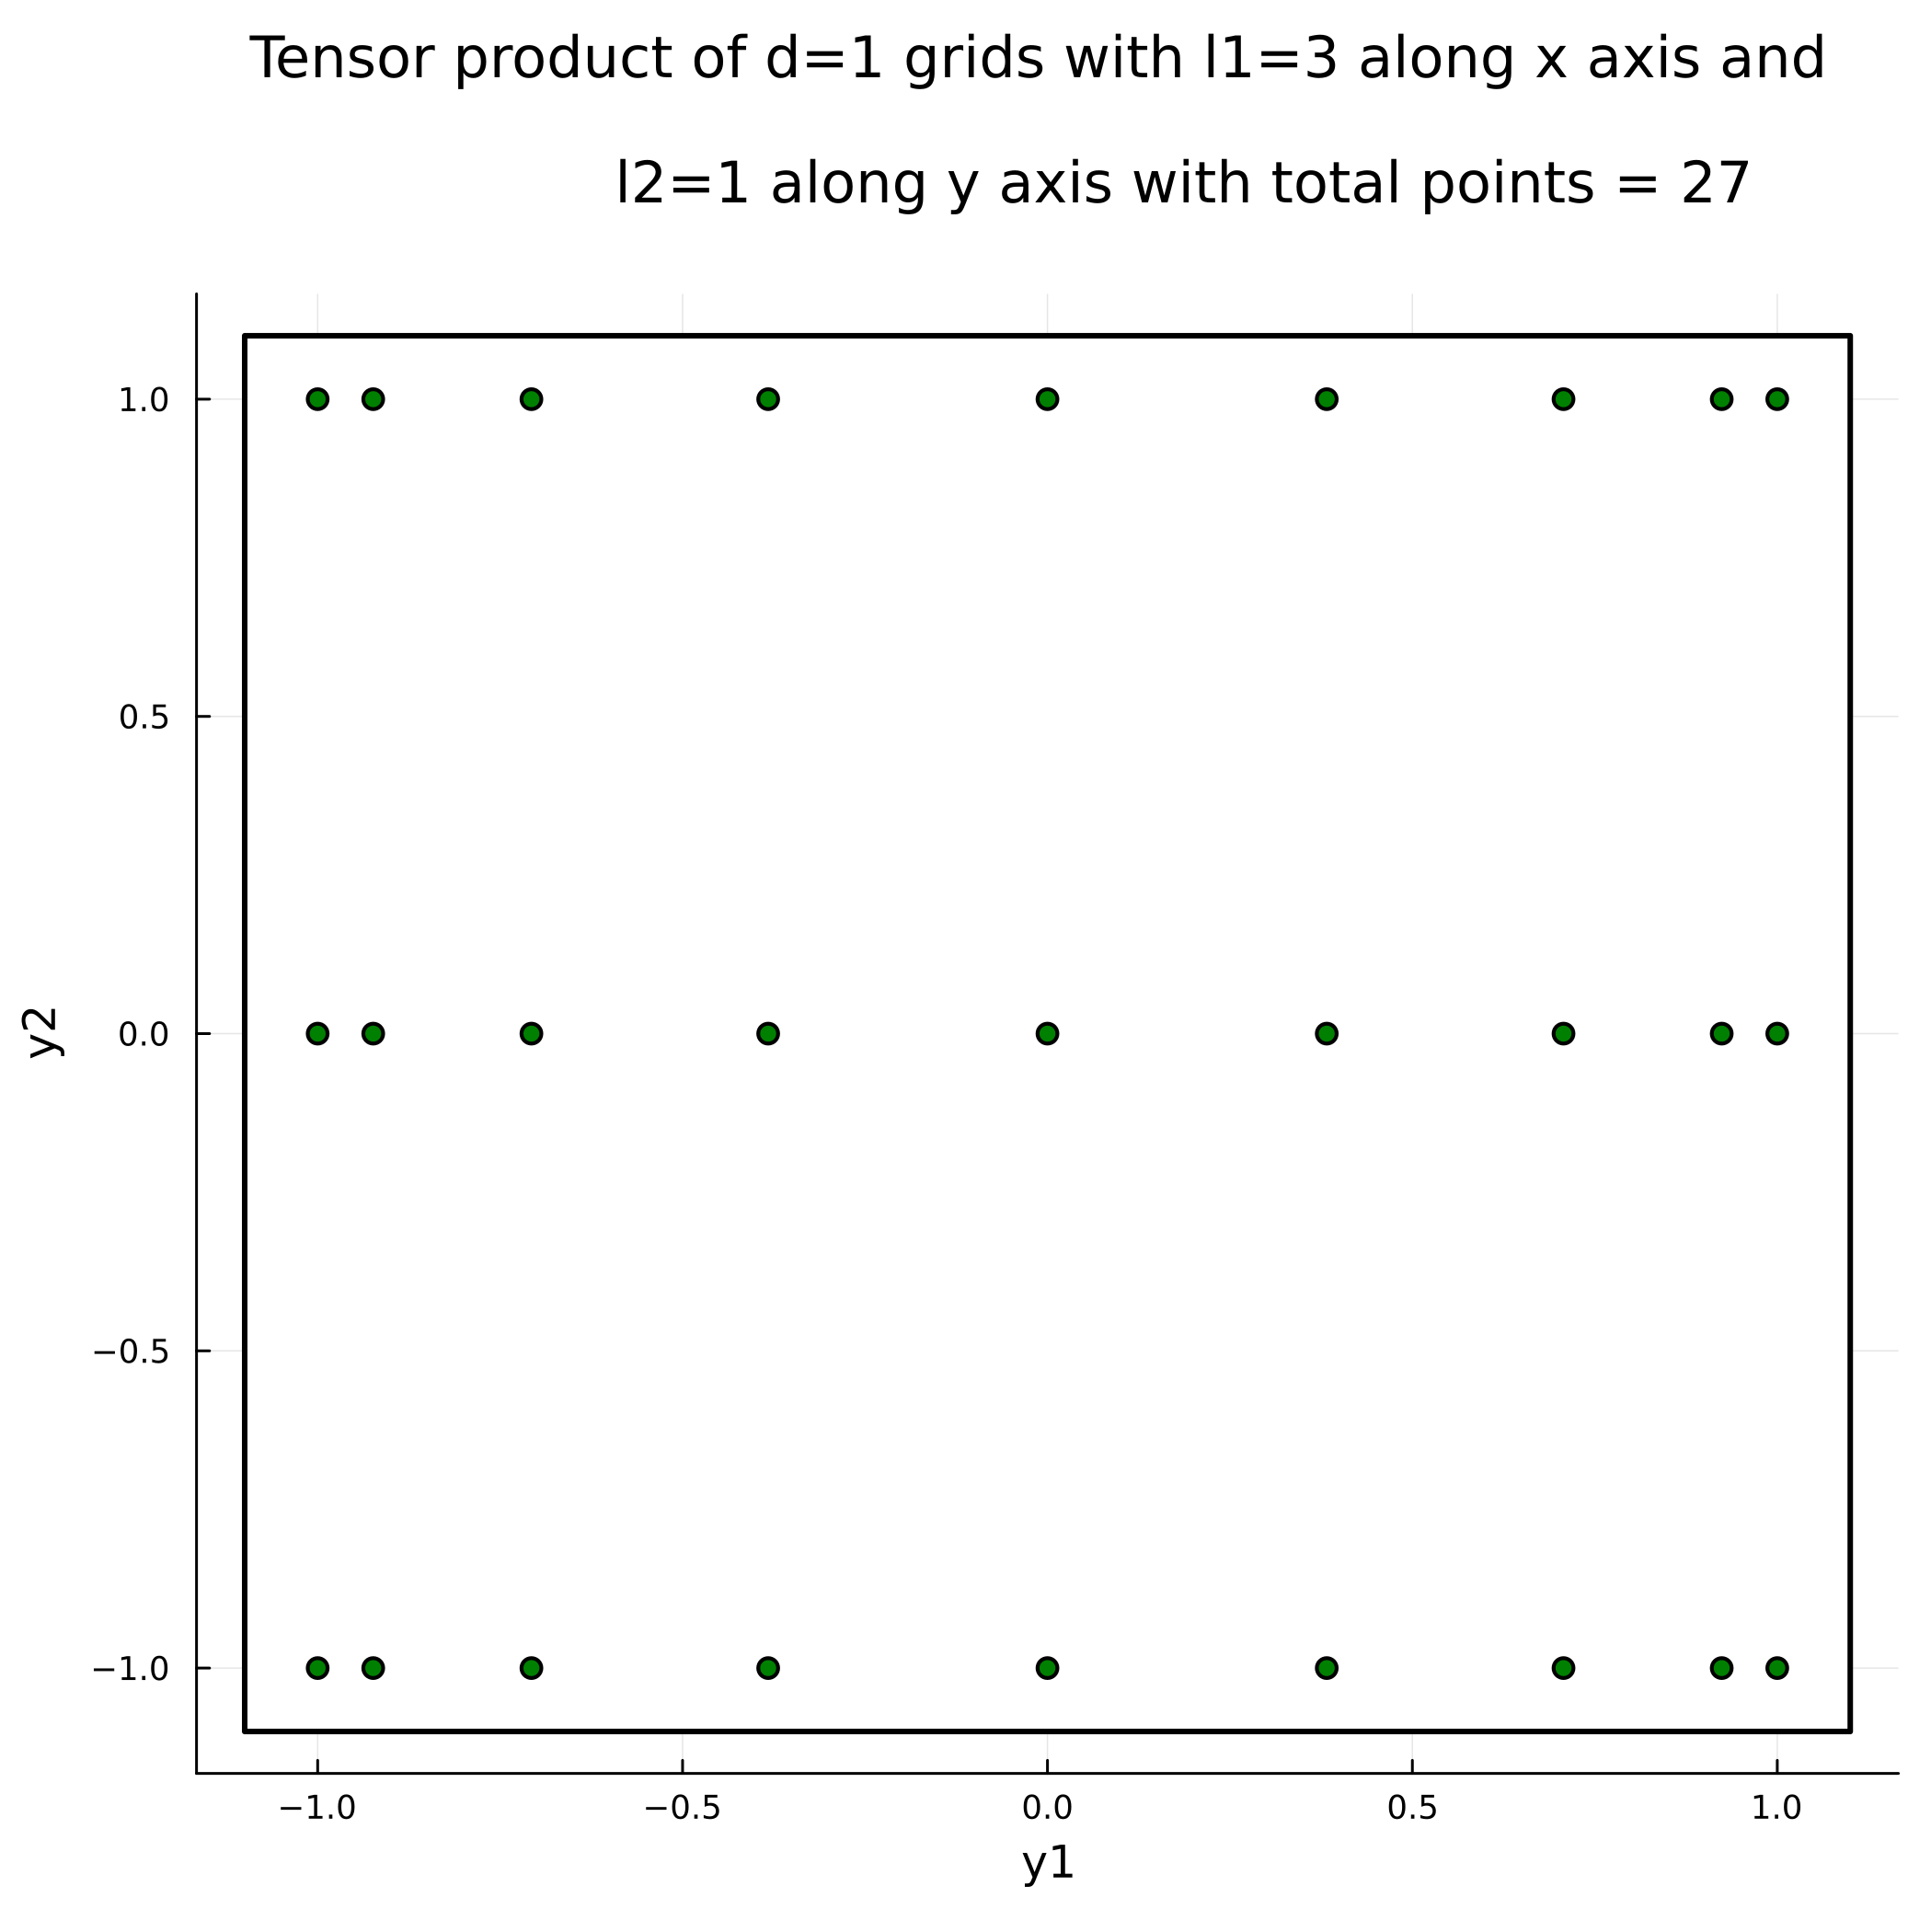 Tensor product of d=1 grids with l1=3 along x axis and
l2=1 along y axis with total points = 27
1.0
0.5
0.0
−0.5
−1.0
y2
−1.0
−0.5
0.0
0.5
1.0
y1